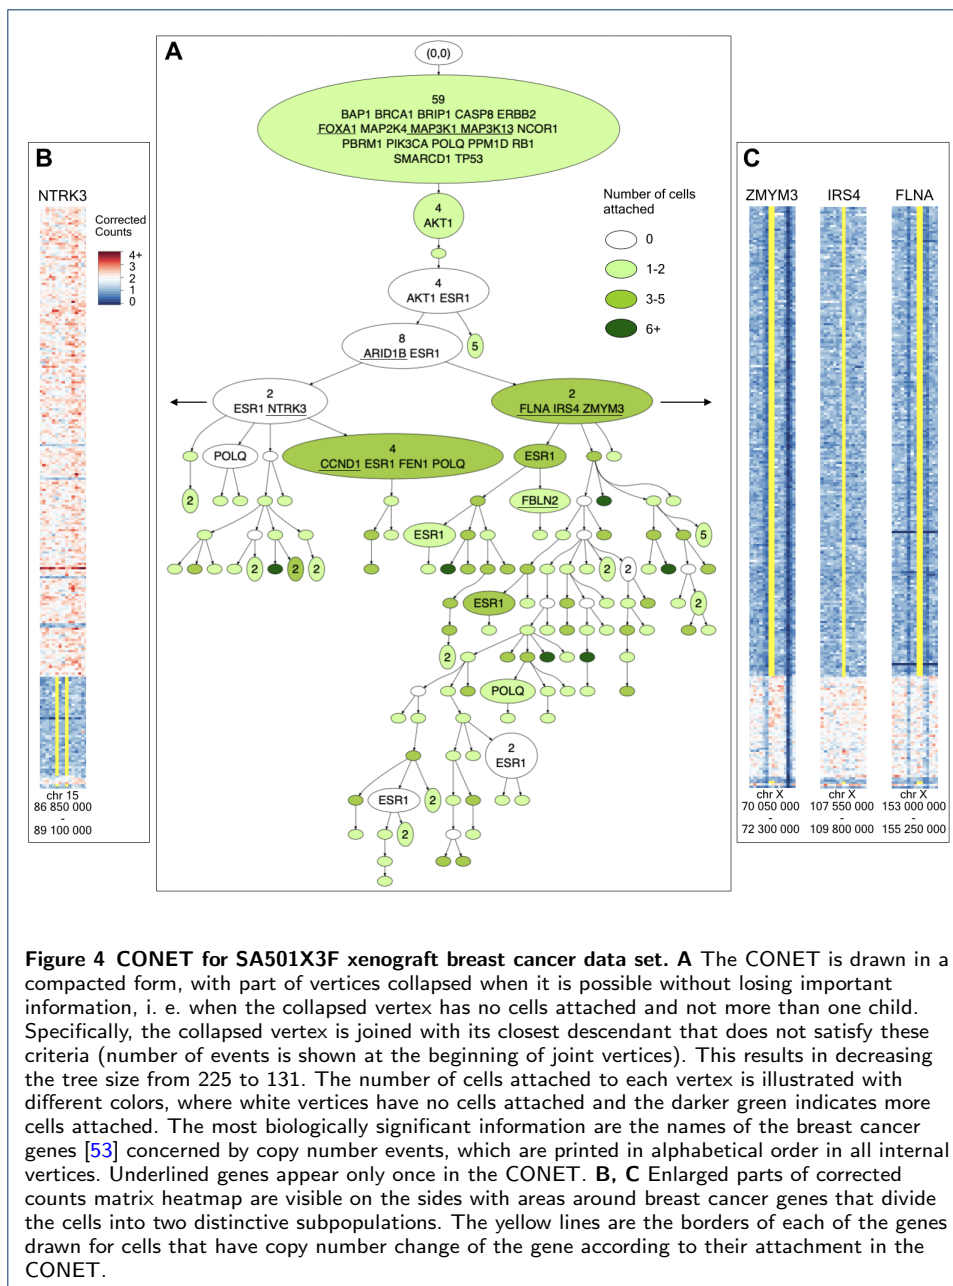 A
(0,0)
59
BAP1 BRCA1 BRIP1 CASP8 ERBB2
FOXA1 MAP2K4 MAP3K1 MAP3K13 NCOR1
PBRM1 PIK3CA POLQ PPM1D RB1
SMARCD1 TP53
4
AKT1
4
AKT1 ESR1
8
ARID1B ESR1
5
2
ESR1 NTRK3
2
FLNA IRS4 ZMYM3
POLQ
4
CCND1 ESR1 FEN1 POLQ
ESR1
2
FBLN2
ESR1
5
2
2
2
2
2
ESR1
2
2
POLQ
2
ESR1
ESR1
2
2
Number of cells
attached
0
1-2
3-5
6+
B
NTRK3
Corrected
Counts
4+
3
2
1
0
chr 15
86 850 000
-
89 100 000
C
ZMYM3 IRS4 FLNA
chr X chr X chr X
70 050 000 107 550 000 153 000 000
- - -
72 300 000 109 800 000 155 250 000
Figure 4 CONET for SA501X3F xenograft breast cancer data set. A The CONET is drawn in a
compacted form, with part of vertices collapsed when it is possible without losing important
information, i. e. when the collapsed vertex has no cells attached and not more than one child.
Specifically, the collapsed vertex is joined with its closest descendant that does not satisfy these
criteria (number of events is shown at the beginning of joint vertices). This results in decreasing
the tree size from 225 to 131. The number of cells attached to each vertex is illustrated with
different colors, where white vertices have no cells attached and the darker green indicates more
cells attached. The most biologically significant information are the names of the breast cancer
genes [53] concerned by copy number events, which are printed in alphabetical order in all internal
vertices. Underlined genes appear only once in the CONET. B, C Enlarged parts of corrected
counts matrix heatmap are visible on the sides with areas around breast cancer genes that divide
the cells into two distinctive subpopulations. The yellow lines are the borders of each of the genes
drawn for cells that have copy number change of the gene according to their attachment in the
CONET.